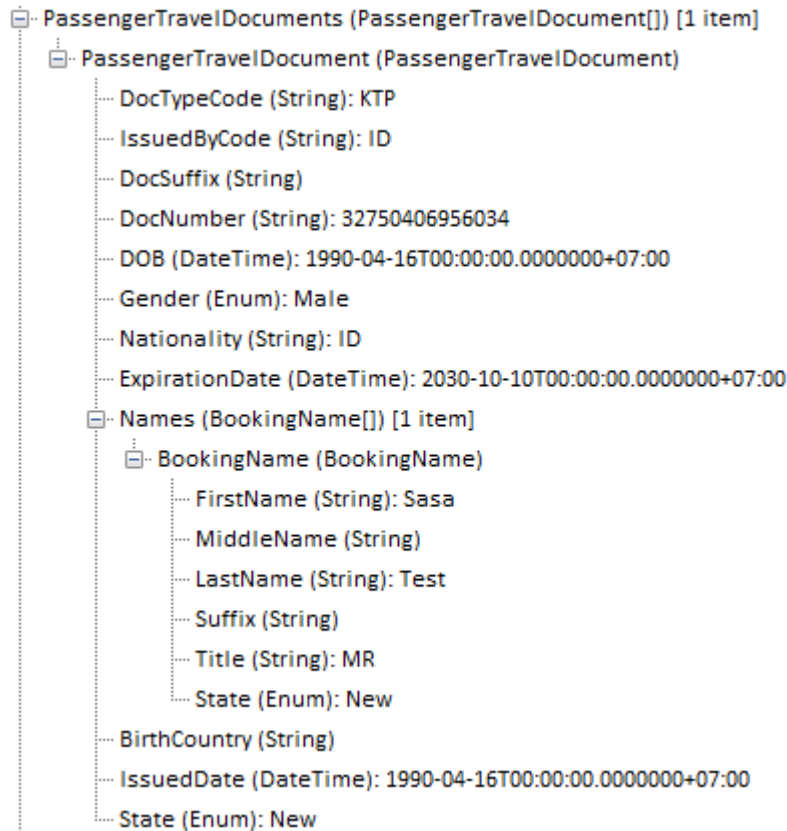 PassengerTravelDocuments (PassengerTravelDocument[]) [1 item]
PassengerTravelDocument (PassengerTravelDocument)
DocTypeCode (String): KTP
IssuedByCode (String): ID
DocSuffix (String)
DocNumber (String): 32750406956034
DOB (DateTime): 1990-04-16T00:00:00.0000000+07:00
Gender (Enum): Male
Nationality (String): ID
ExpirationDate (DateTime): 2030-10-10T00:00:00.0000000+07:00
Names (BookingName[]) [1 item]
BookingName (BookingName)
FirstName (String): Sasa
MiddleName (String)
LastName (String): Test
Suffix (String)
Title (String): MR
State (Enum): New
BirthCountry (String)
IssuedDate (DateTime): 1990-04-16T00:00:00.0000000+07:00
State (Enum): New